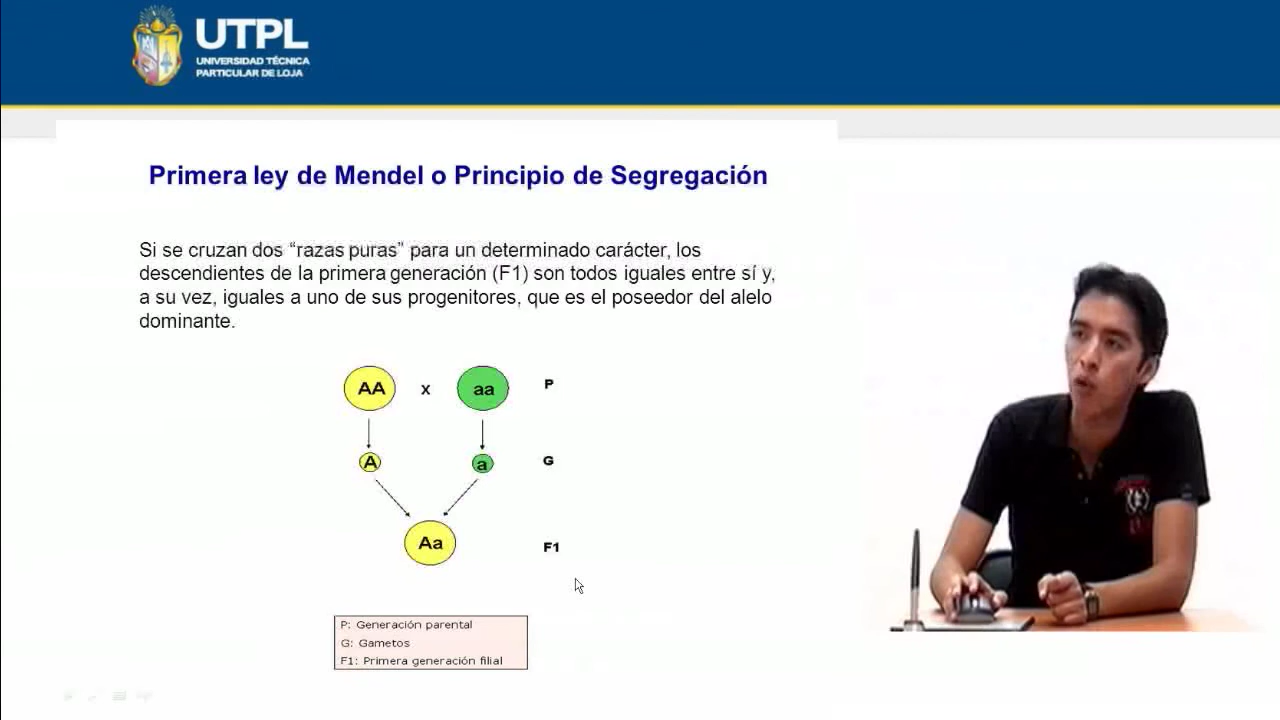 UTPL
UNIVERSIDAD TÉCNICA
PARTICULAR DE LOJA
Primera ley de Mendel o Principio de Segregación
Si se cruzan dos “razas puras” para un determinado carácter, los
descendientes de la primera generación (F1) son todos iguales entre sí y,
a su vez, iguales a uno de sus progenitores, que es el poseedor del alelo
dominante.
AA x aa P
A a G
Aa F1
P: Generación parental
G: Gametos
F1: Primera generación filial